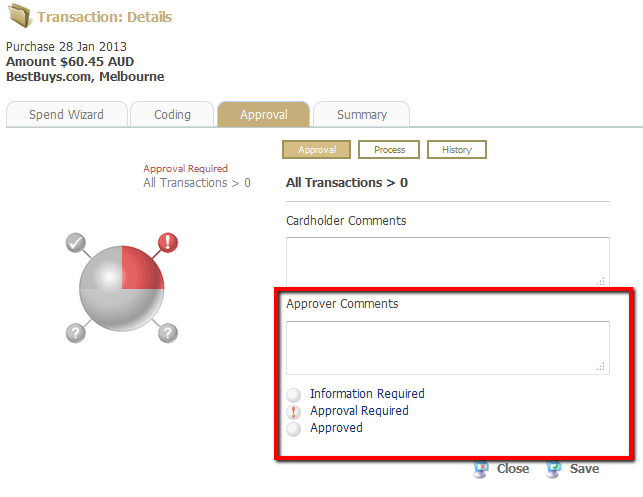 Transaction: Details
Purchase 28 Jan 2013
Amount $60.45 AUD
BestBuys.com, Melbourne
Spend Wizard
Coding
Approval
Summary
Approval
Process
History
Approval Required
All Transactions > 0
All Transactions > 0
Cardholder Comments
Approver Comments
Information Required
Approval Required
Approved
Close
Save